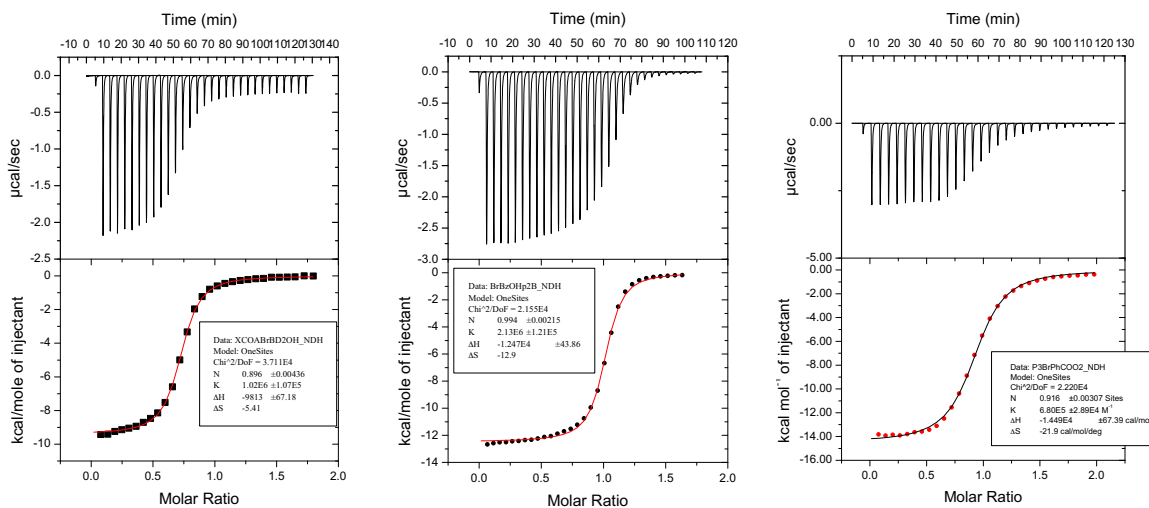 Time (min)
-10 0 10 20 30 40 50 60 70 80 90 100 110 120 130 140
0.0
-0.5
-1.0
-1.5
-2.0
-2.5
µcal/sec
0
-2
-4
-6
-8
-10
kcal/mole of injectant
Data: XCOABrBD2OH_NDH
Model: OneSites
Chi^2/DoF = 3.711E4
N 0.896 ±0.00436
K 1.02E6 ±1.07E5
ΔH -9813 ±67.18
ΔS -5.41
0.0 0.5 1.0 1.5 2.0
Molar Ratio
Time (min)
-10 0 10 20 30 40 50 60 70 80 90 100 110 120
0.0
-0.5
-1.0
-1.5
-2.0
-2.5
-3.0
µcal/sec
0
-2
-4
-6
-8
-10
-12
-14
kcal/mole of injectant
Data: BrBzOHp2B_NDH
Model: OneSites
Chi^2/DoF = 2.155E4
N 0.994 ±0.00215
K 2.13E6 ±1.21E5
ΔH -1.247E4 ±43.86
ΔS -12.9
0.0 0.5 1.0 1.5 2.0
Molar Ratio
Time (min)
0 10 20 30 40 50 60 70 80 90 100 110 120 130
0.00
-5.00
µcal/sec
0.00
-2.00
-4.00
-6.00
-8.00
-10.00
-12.00
-14.00
-16.00
kcal mol⁻¹ of injectant
Data: P3BrPhCOO2_NDH
Model: OneSites
Chi^2/DoF = 2.220E4
N 0.916 ±0.00307 Sites
K 6.80E5 ±2.89E4 M⁻¹
ΔH -1.449E4 ±67.39 cal/mo
ΔS -21.9 cal/mol/deg
0.0 0.5 1.0 1.5 2.0
Molar Ratio